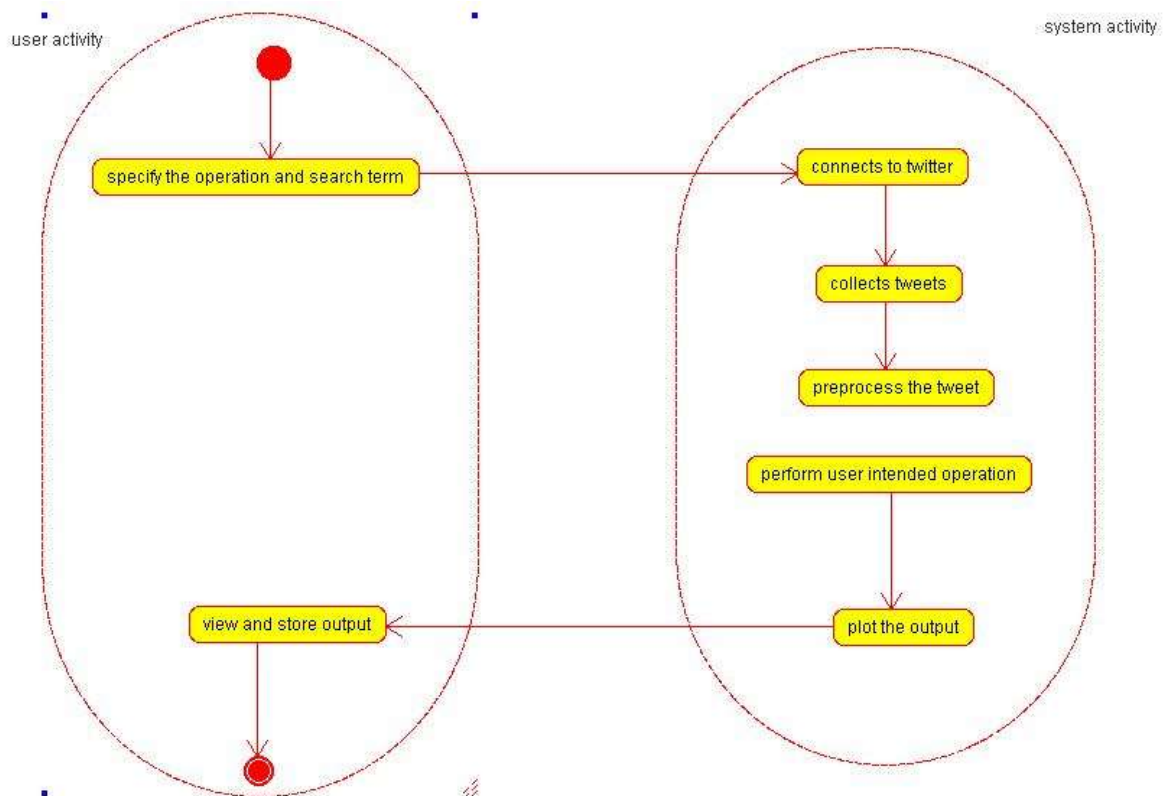 user activity
system activity
specify the operation and search term
connects to twitter
collects tweets
preprocess the tweet
perform user intended operation
plot the output
view and store output